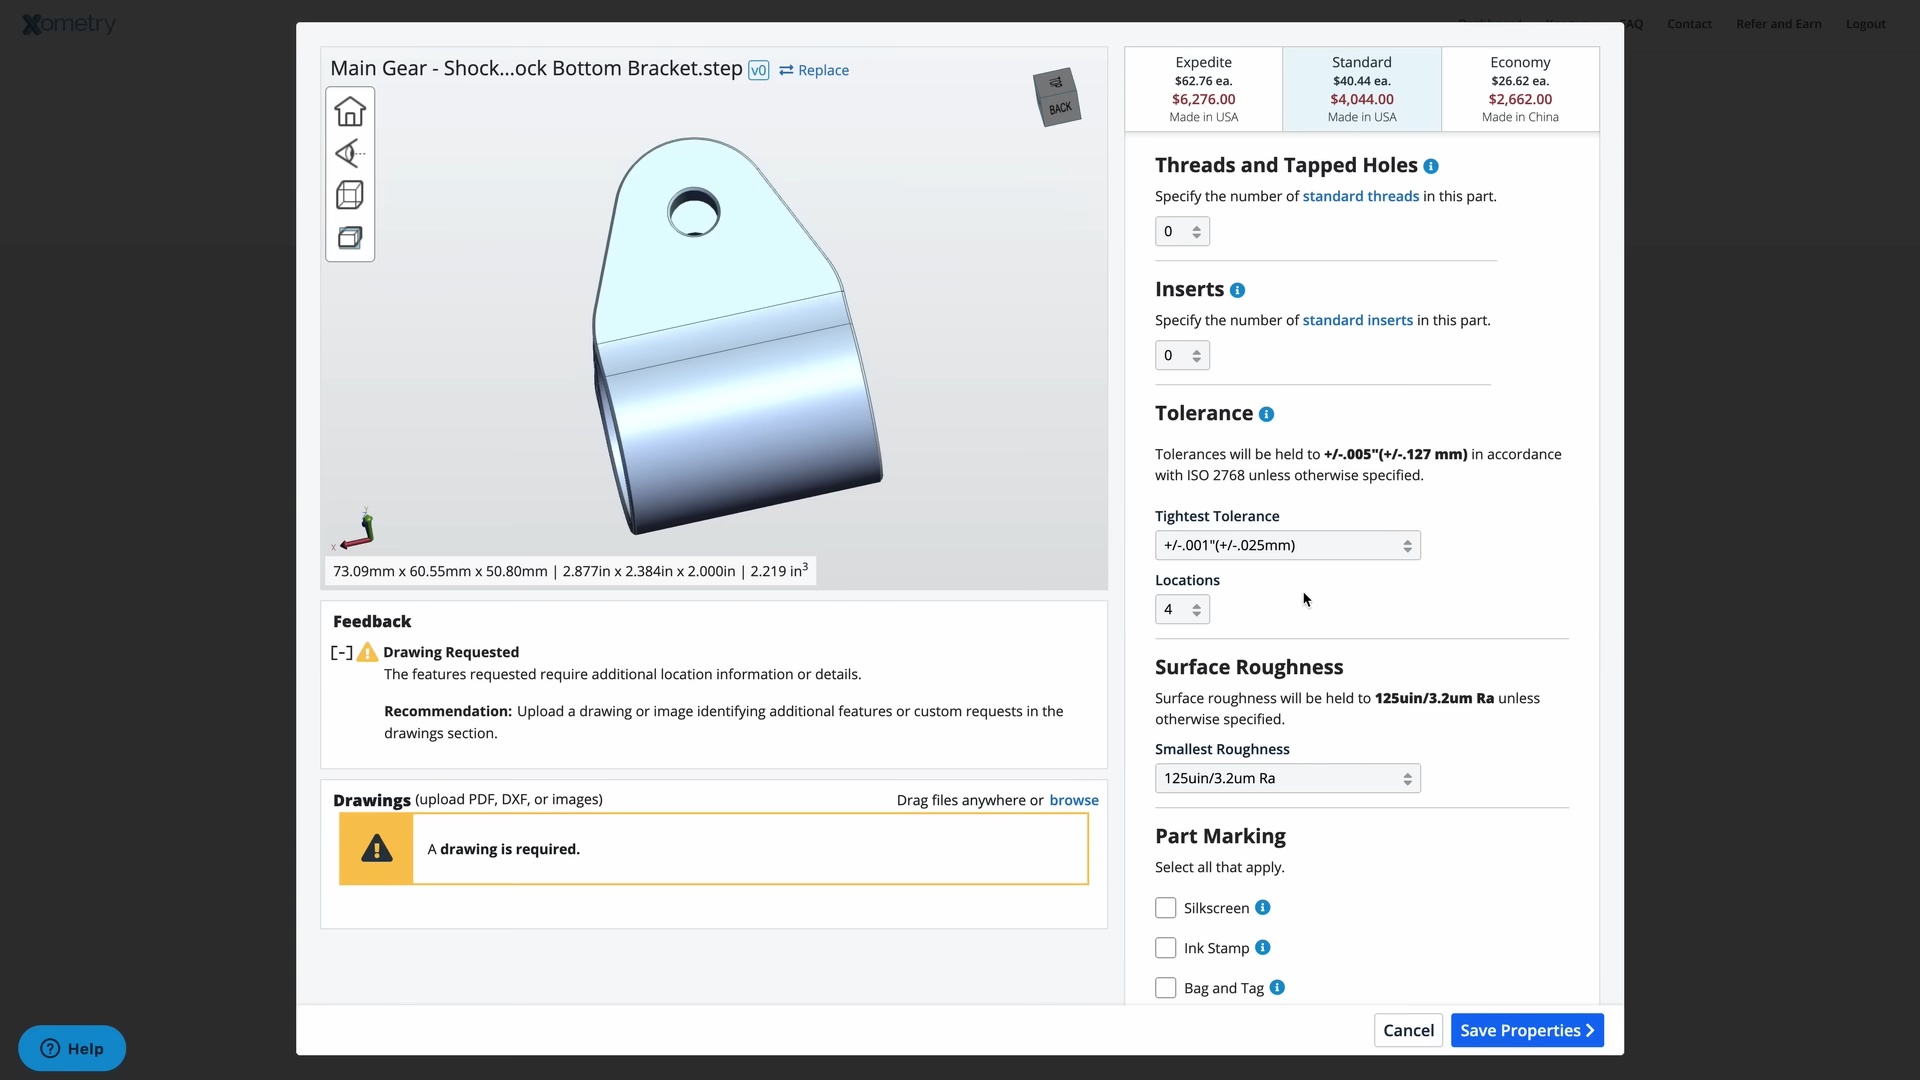 Xometry
FAQ
Contact
Refer and Earn
Logout
Main Gear - Shock...ock Bottom Bracket.step v0 Replace
BACK
Y
X
73.09mm x 60.55mm x 50.80mm | 2.877in x 2.384in x 2.000in | 2.219 in³
Feedback
[-] Drawing Requested
The features requested require additional location information or details.
Recommendation: Upload a drawing or image identifying additional features or custom requests in the
drawings section.
Drawings (upload PDF, DXF, or images)
Drag files anywhere or browse
A drawing is required.
Expedite
$62.76 ea.
$6,276.00
Made in USA
Standard
$40.44 ea.
$4,044.00
Made in USA
Economy
$26.62 ea.
$2,662.00
Made in China
Threads and Tapped Holes
Specify the number of standard threads in this part.
0
Inserts
Specify the number of standard inserts in this part.
0
Tolerance
Tolerances will be held to +/-.005"(+/-.127 mm) in accordance
with ISO 2768 unless otherwise specified.
Tightest Tolerance
+/-.001"(+/-.025mm)
Locations
4
Surface Roughness
Surface roughness will be held to 125uin/3.2um Ra unless
otherwise specified.
Smallest Roughness
125uin/3.2um Ra
Part Marking
Select all that apply.
Silkscreen
Ink Stamp
Bag and Tag
Cancel
Save Properties
Help